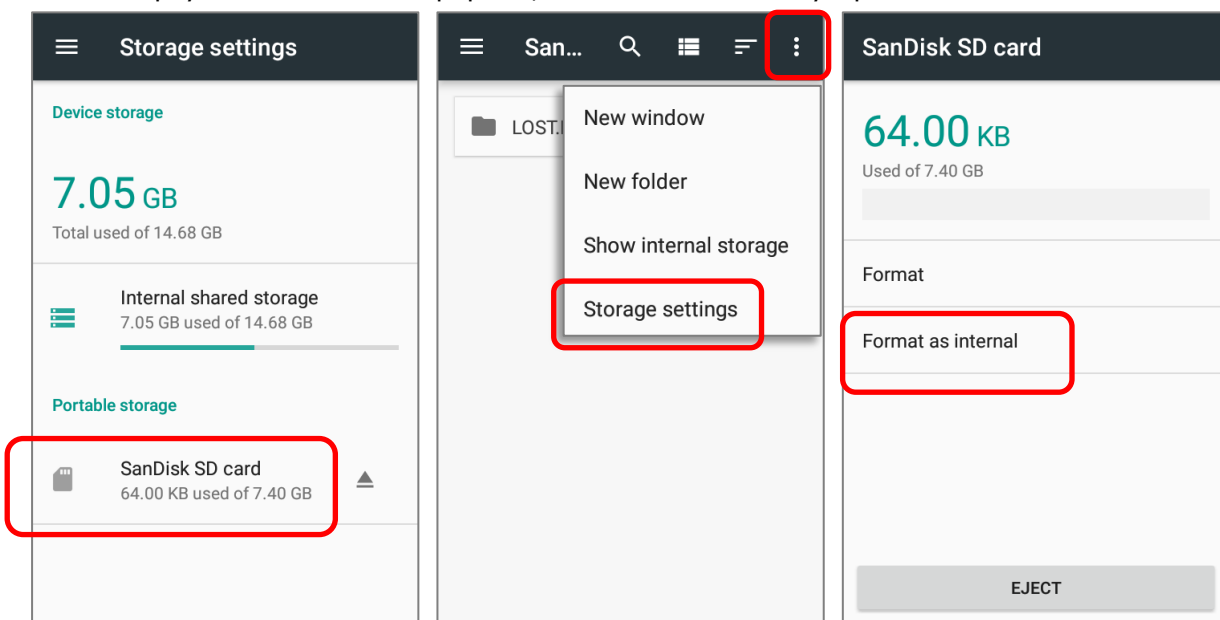 Storage settings
Device storage
7.05 GB
Total used of 14.68 GB
Internal shared storage
7.05 GB used of 14.68 GB
Portable storage
SanDisk SD card
64.00 KB used of 7.40 GB
San...
LOST.
New window
New folder
Show internal storage
Storage settings
SanDisk SD card
64.00 KB
Used of 7.40 GB
Format
Format as internal
EJECT